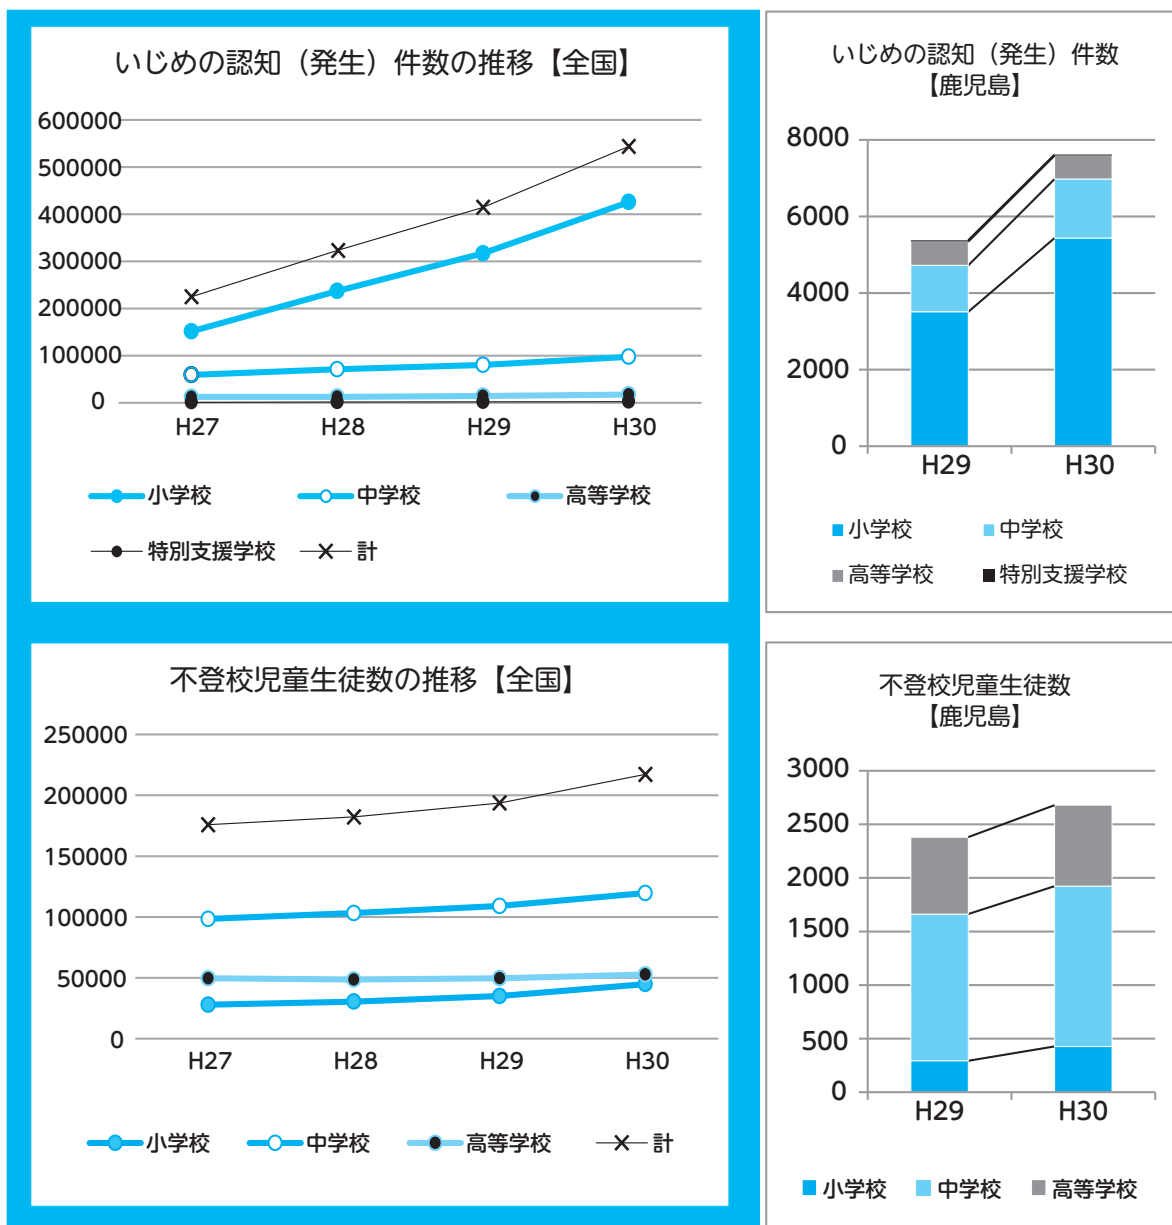 いじめの認知（発生）件数の推移【全国】
600000
500000
400000
300000
200000
100000
0
H27 H28 H29 H30
小学校 中学校 高等学校
特別支援学校 計
いじめの認知（発生）件数
【鹿児島】
8000
6000
4000
2000
0
H29 H30
小学校 中学校
高等学校 特別支援学校
不登校児童生徒数の推移【全国】
250000
200000
150000
100000
50000
0
H27 H28 H29 H30
小学校 中学校 高等学校 計
不登校児童生徒数
【鹿児島】
3000
2500
2000
1500
1000
500
0
H29 H30
小学校 中学校 高等学校